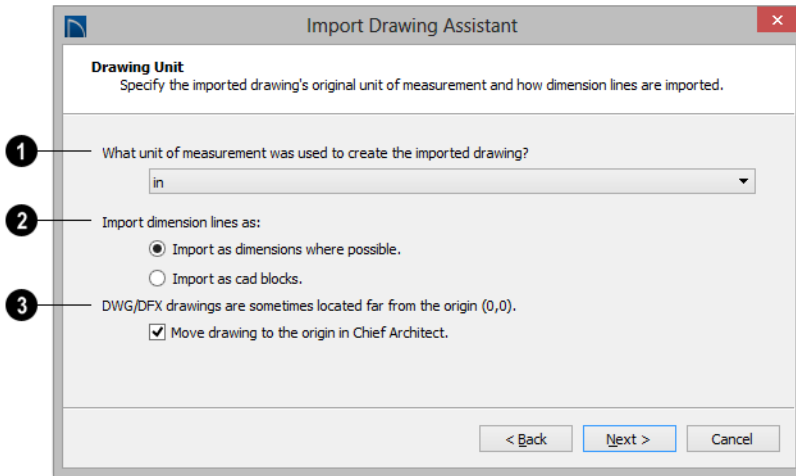 Import Drawing Assistant
×
Drawing Unit
Specify the imported drawing's original unit of measurement and how dimension lines are imported.
1 What unit of measurement was used to create the imported drawing?
in
2 Import dimension lines as:
Import as dimensions where possible.
Import as cad blocks.
3 DWG/DFX drawings are sometimes located far from the origin (0,0).
Move drawing to the origin in Chief Architect.
< Back Next > Cancel